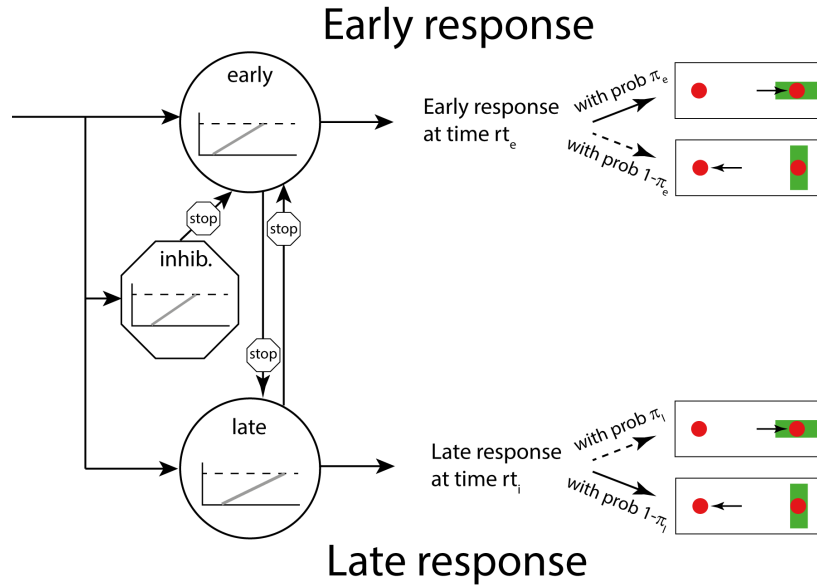 Early response
early
Early response
at time rtₑ
with prob πₑ
with prob 1-πₑ
stop
stop
inhib.
stop
late
Late response
at time rtᵢ
with prob πₗ
with prob 1-πₗ
Late response